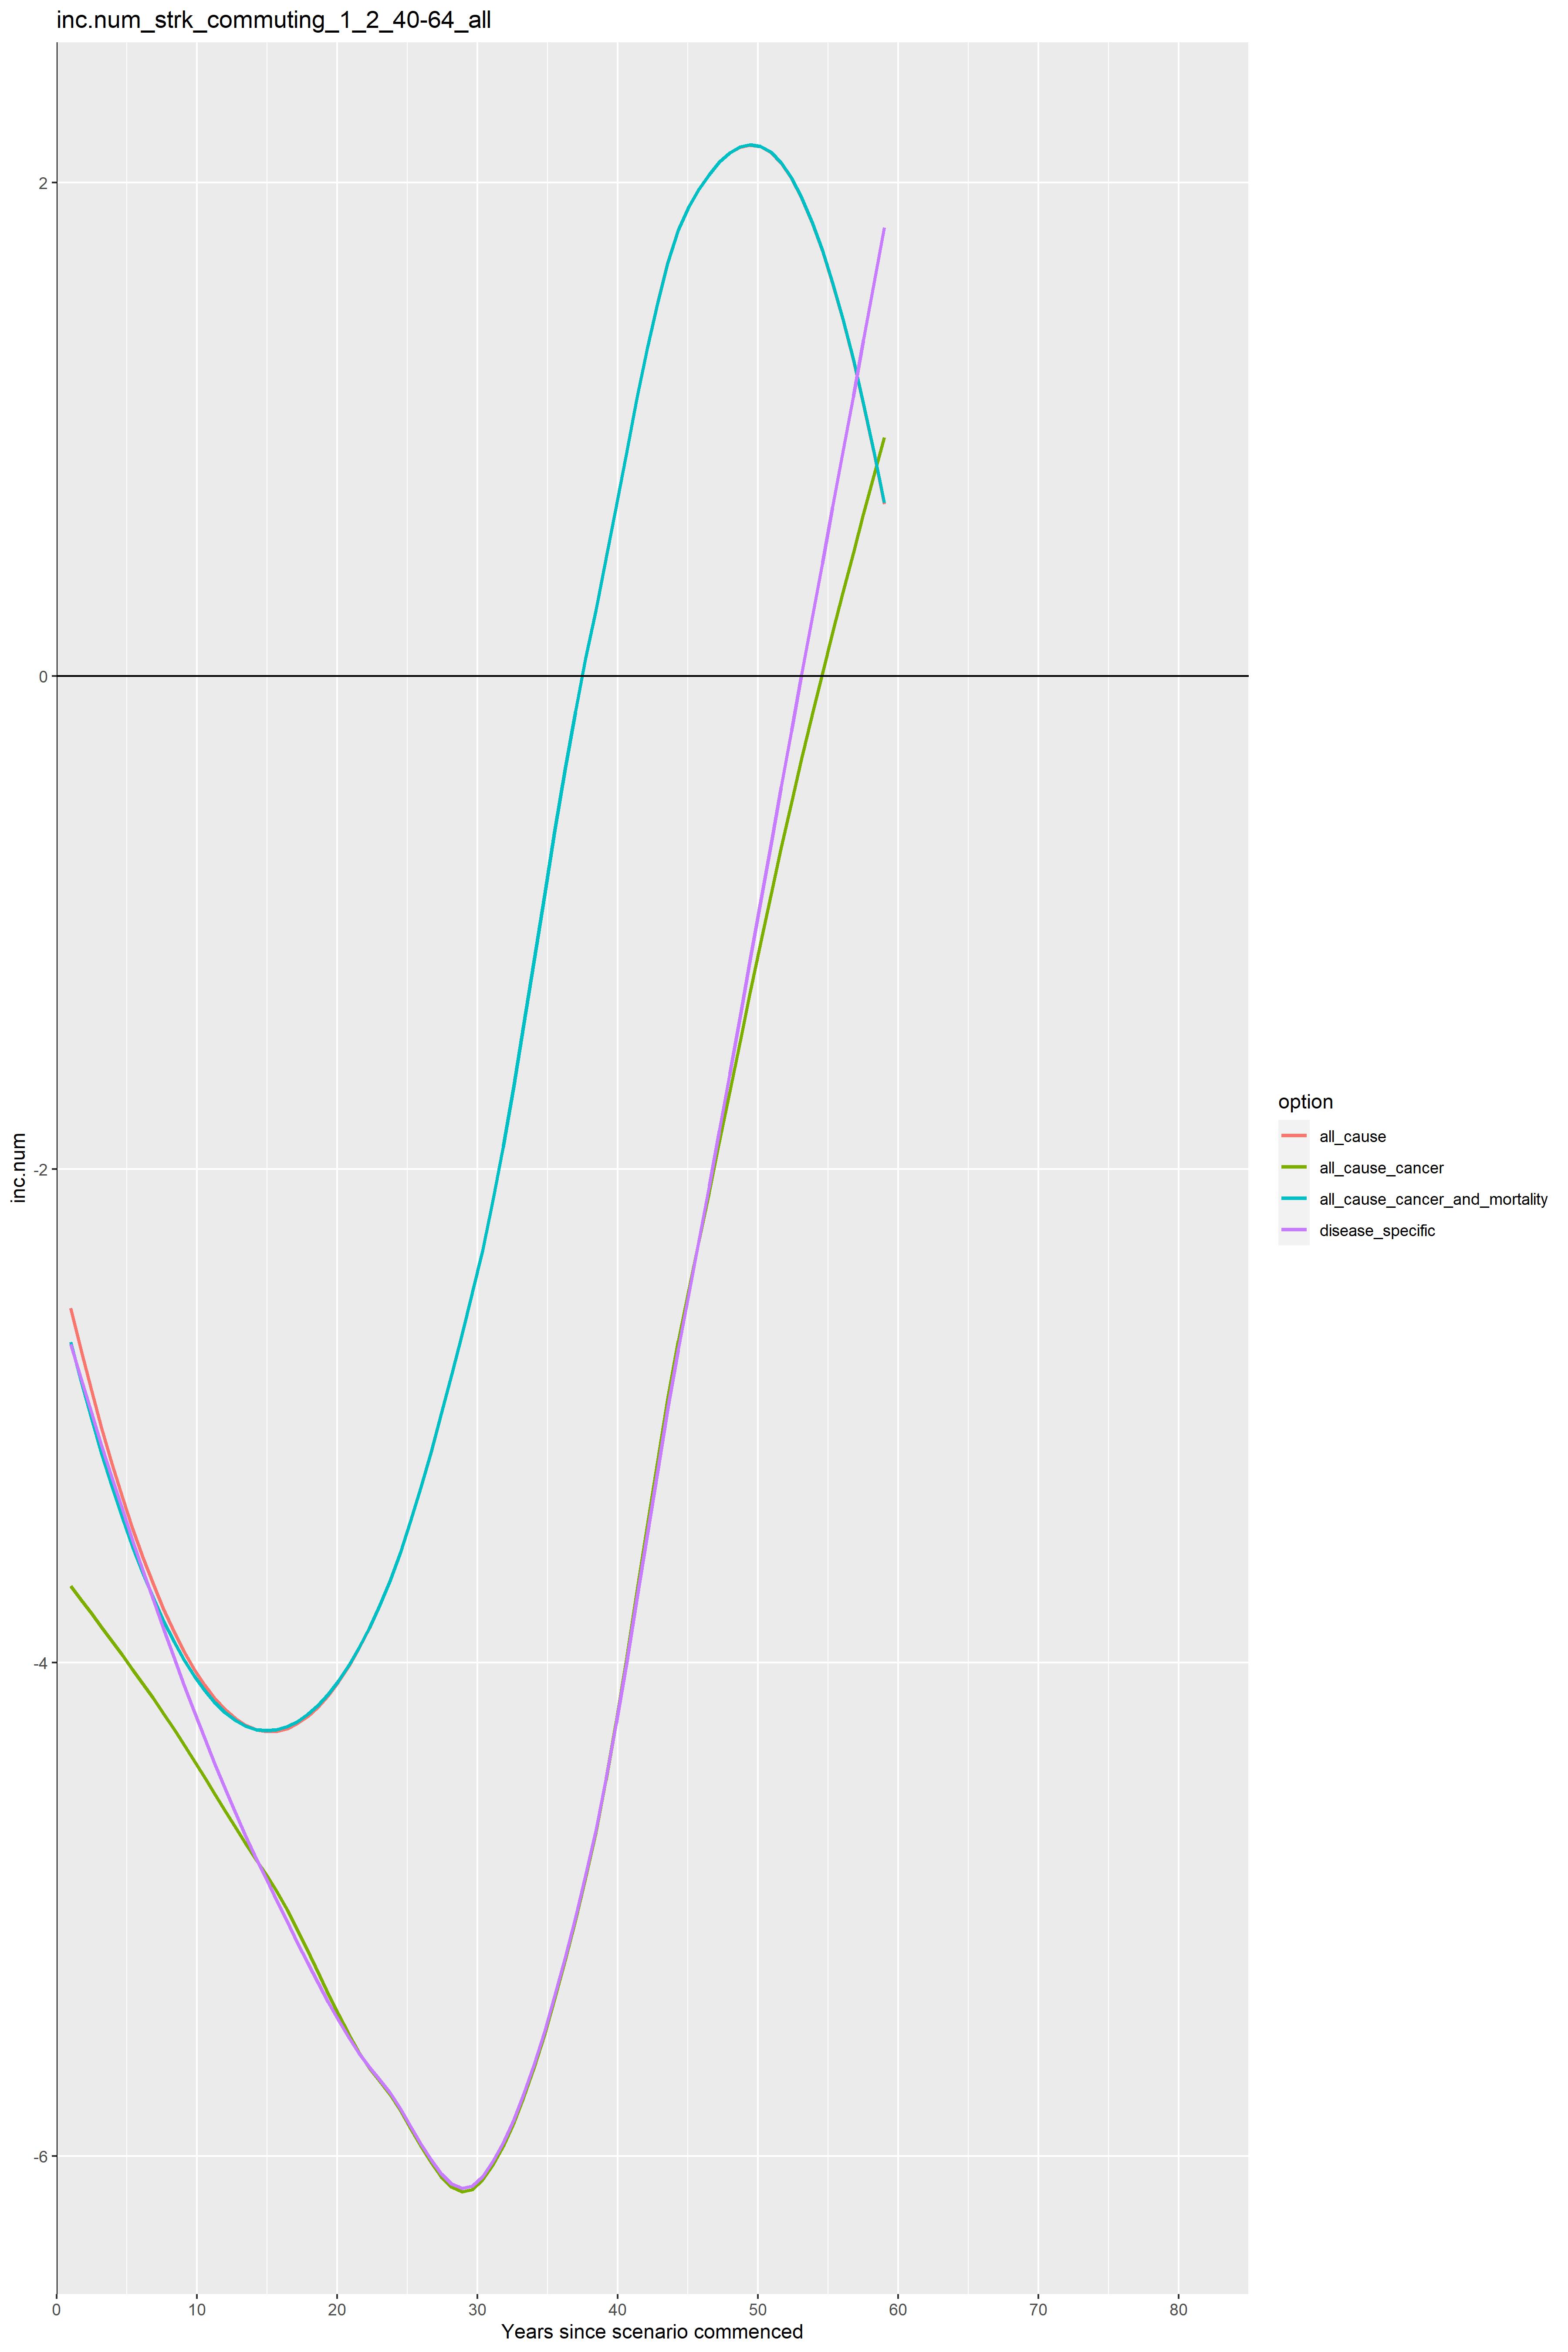 inc.num_strk_commuting_1_2_40-64_all
2
0
-2
-4
-6
inc.num
0 10 20 30 40 50 60 70 80
Years since scenario commenced
option
all_cause
all_cause_cancer
all_cause_cancer_and_mortality
disease_specific